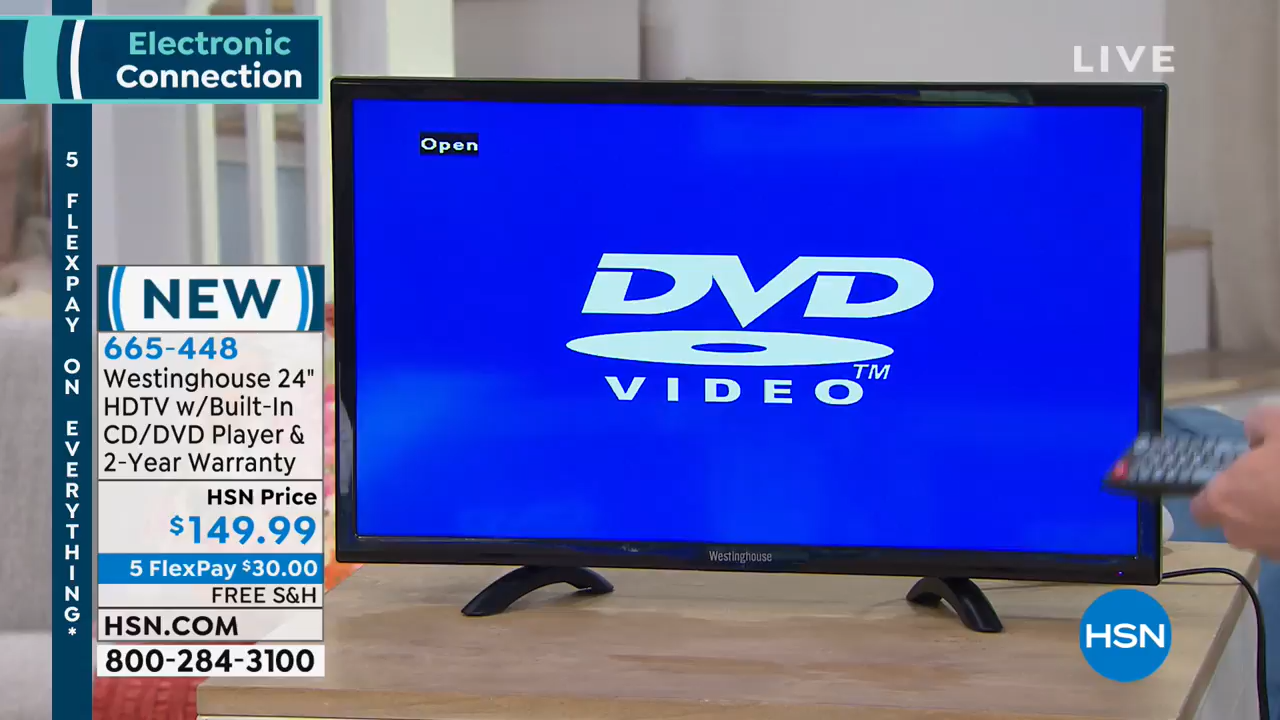 Electronic
Connection
LIVE
5 FLEXPAY ON EVERYTHING*
Open
DVD
VIDEO
TM
Westinghouse
NEW
665-448
Westinghouse 24"
HDTV w/Built-In
CD/DVD Player &
2-Year Warranty
HSN Price
$149.99
5 FlexPay $30.00
FREE S&H
HSN.COM
800-284-3100
HSN